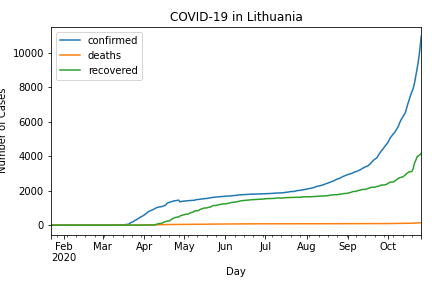 COVID-19 in Lithuania
confirmed
deaths
recovered
10000
8000
6000
4000
2000
0
Number of Cases
Feb Mar Apr May Jun Jul Aug Sep Oct
2020
Day